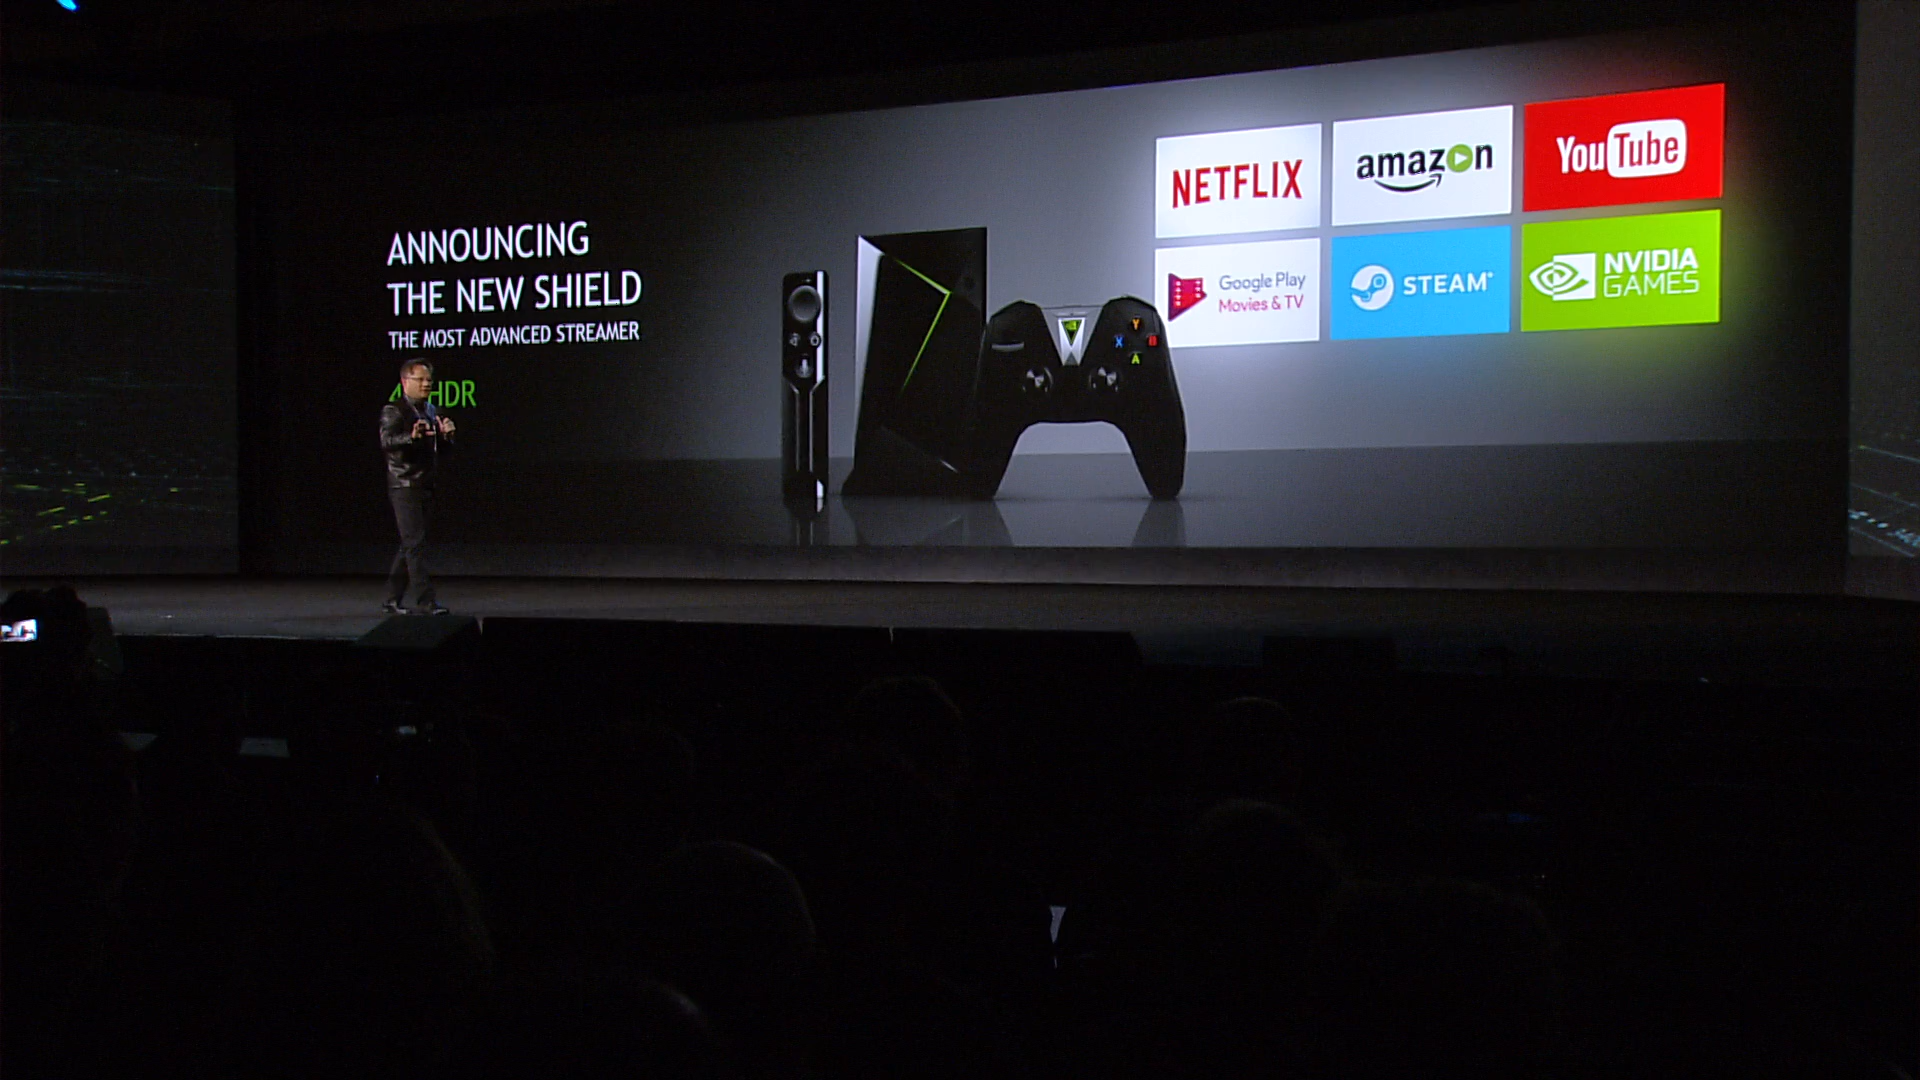 ANNOUNCING
THE NEW SHIELD
THE MOST ADVANCED STREAMER
HDR
NETFLIX
amazon
YouTube
Google Play
Movies & TV
STEAM
NVIDIA
GAMES
Y
X
B
A